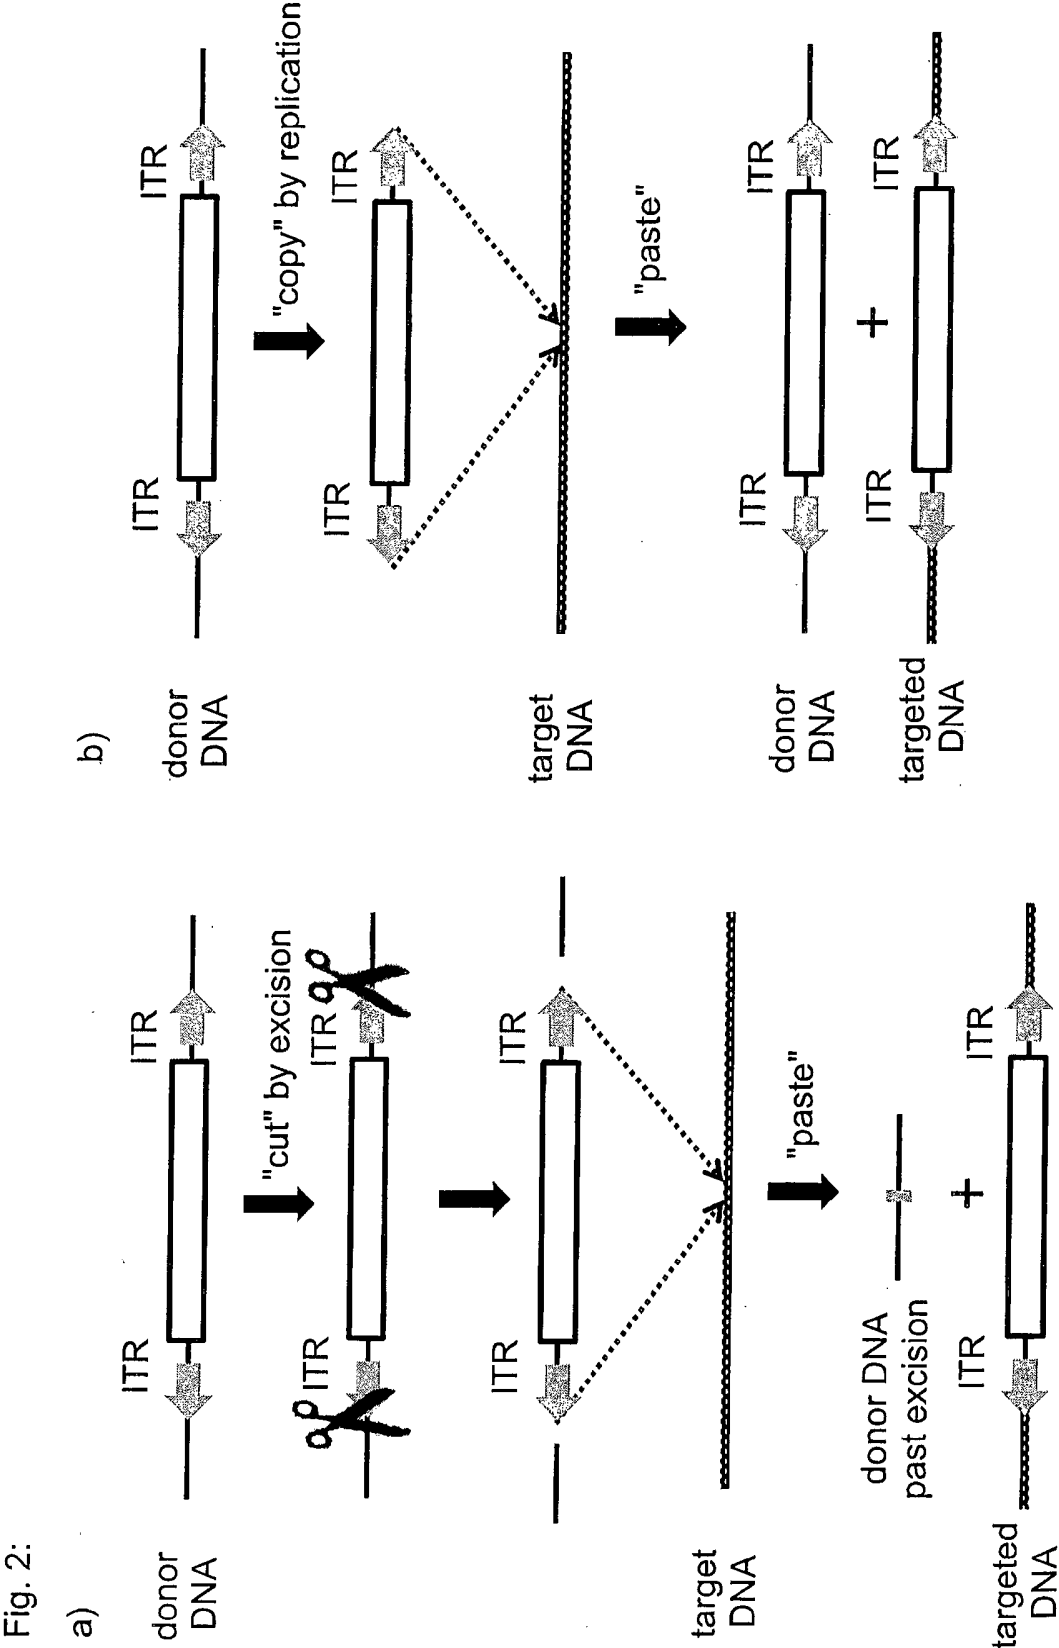 Fig. 2:
a)
donor
DNA
ITR
ITR
"cut" by excision
ITR
ITR
ITR
ITR
target
DNA
"paste"
donor DNA
past excision
+
targeted
DNA
ITR
ITR
b)
donor
DNA
ITR
ITR
"copy" by replication
ITR
ITR
target
DNA
"paste"
donor
DNA
ITR
ITR
+
targeted
DNA
ITR
ITR